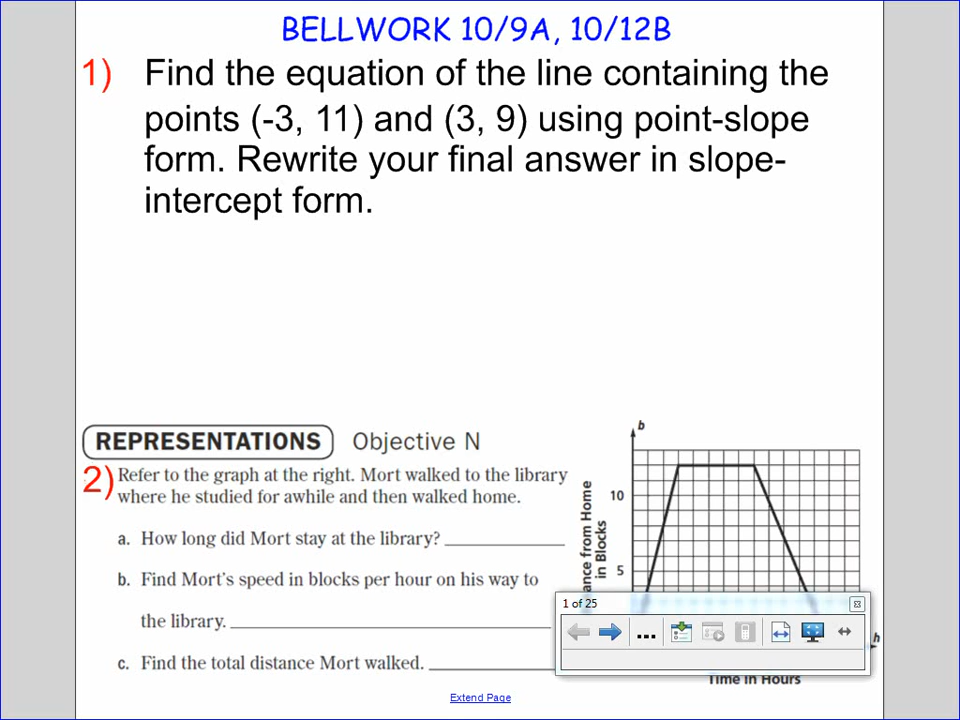 BELLWORK 10/9A, 10/12B
1) Find the equation of the line containing the
points (-3, 11) and (3, 9) using point-slope
form. Rewrite your final answer in slope-
intercept form.
REPRESENTATIONS Objective N
2) Refer to the graph at the right. Mort walked to the library
where he studied for awhile and then walked home.
a. How long did Mort stay at the library?
b. Find Mort's speed in blocks per hour on his way to
the library.
c. Find the total distance Mort walked.
b
10
5
ance from Home
in Blocks
h
Time in Hours
1 of 25
...
Extend Page